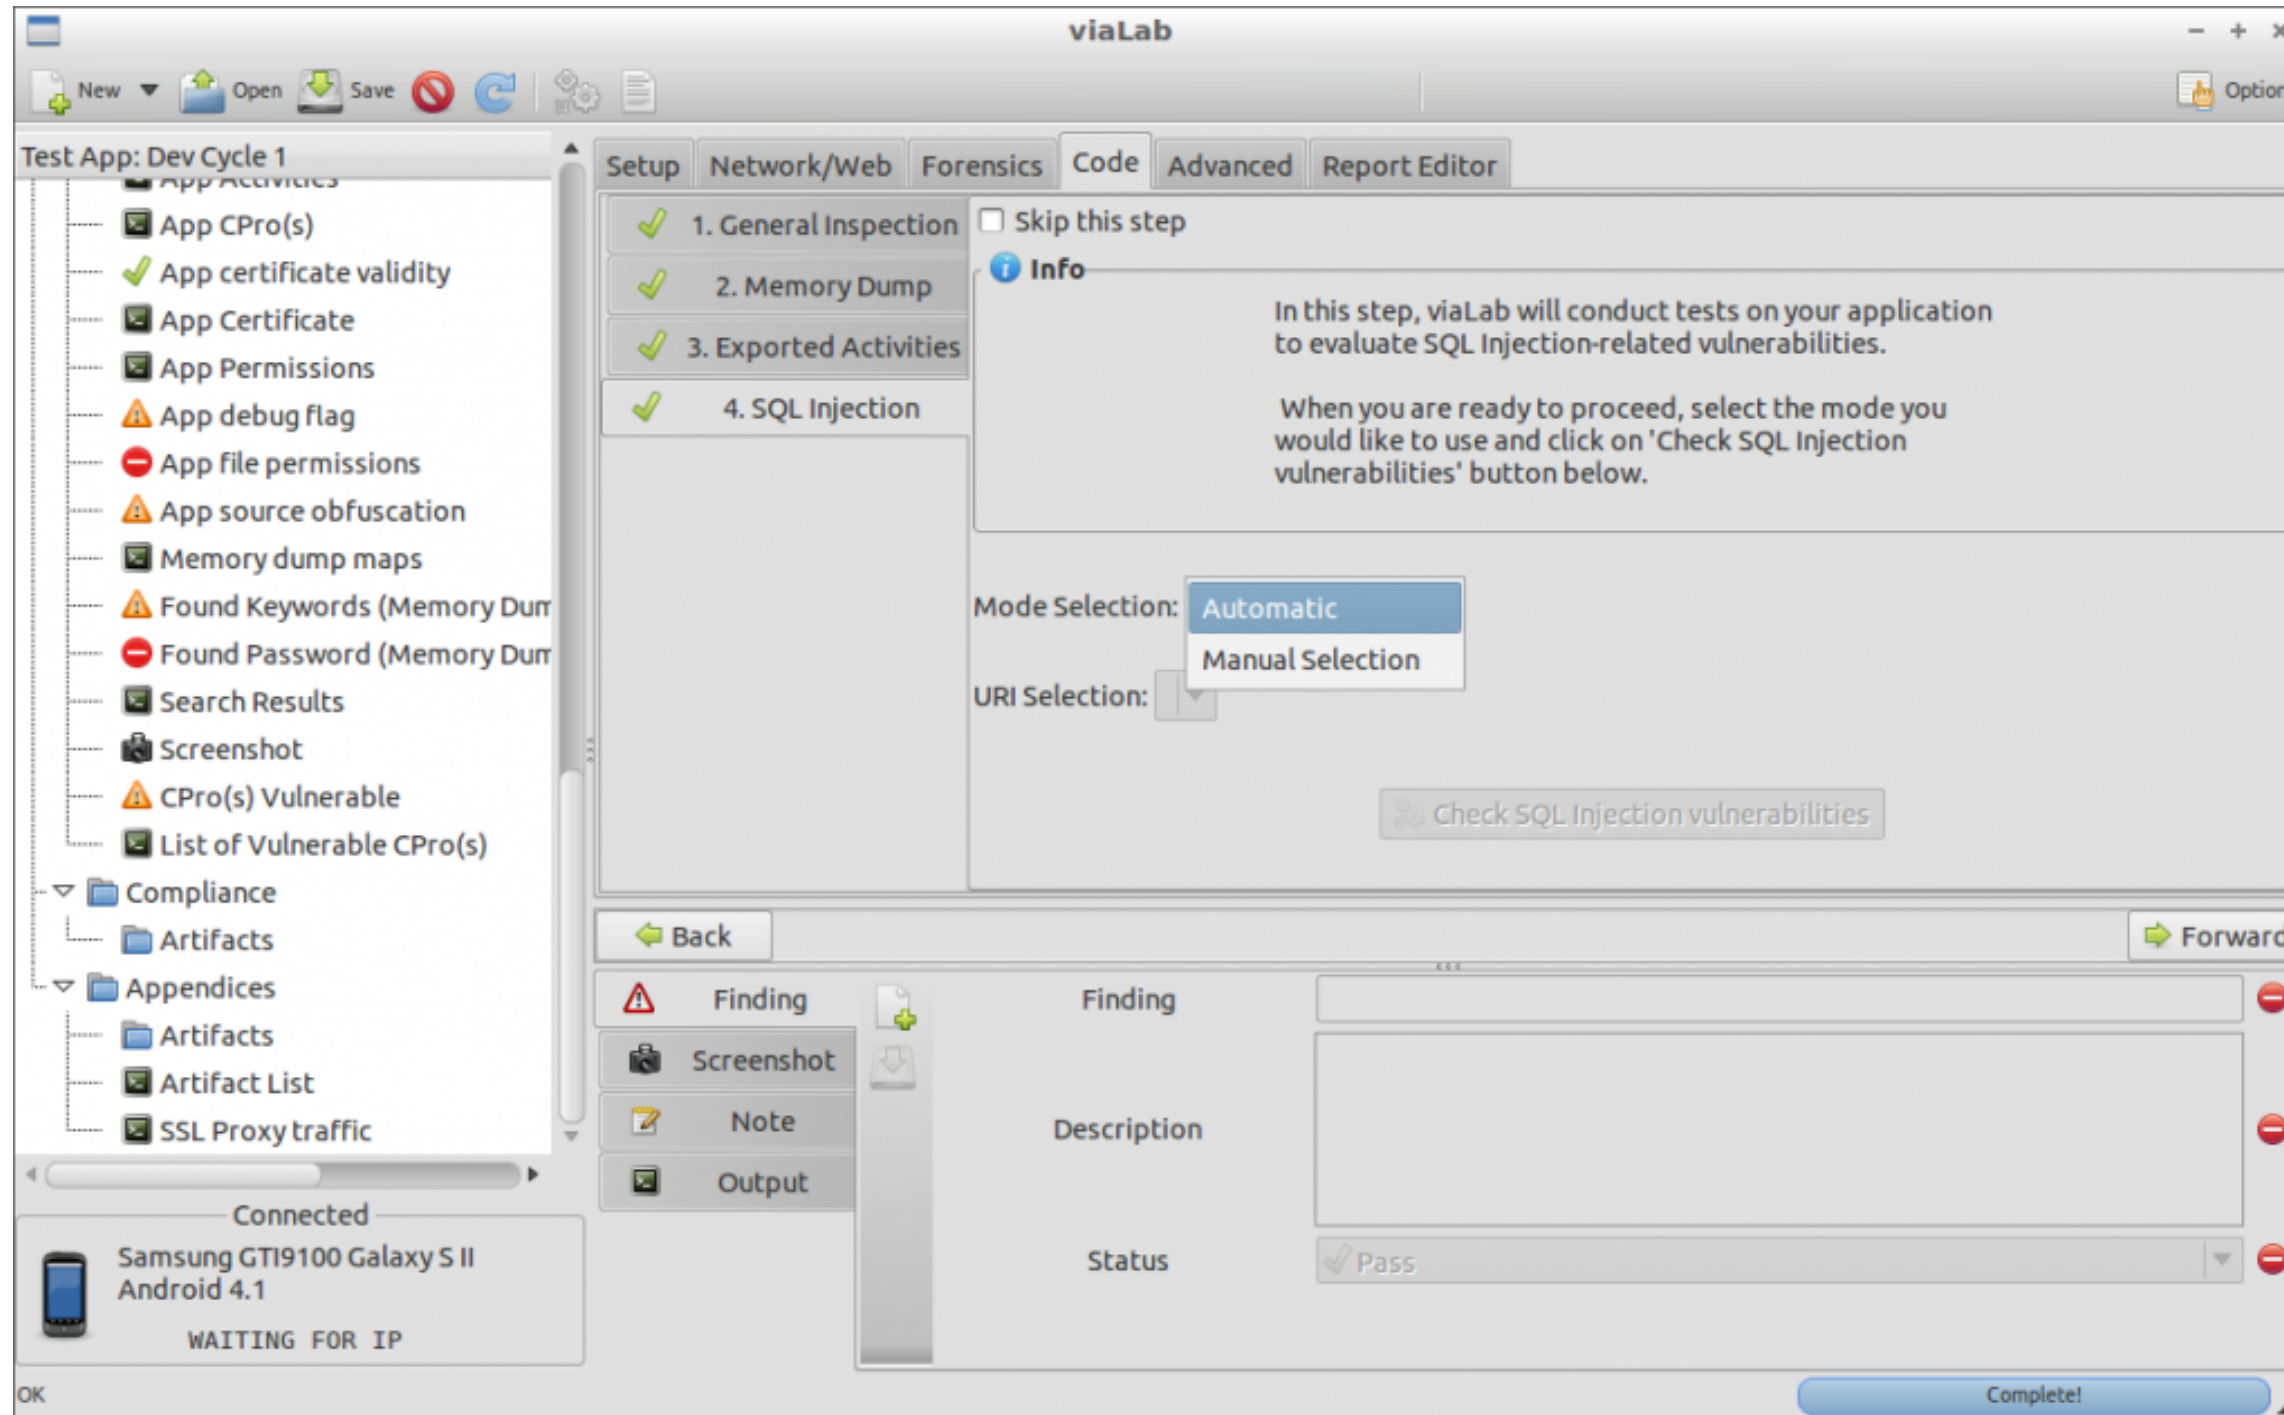 viaLab
New
Open
Save
Option
Test App: Dev Cycle 1
App Activities
App CPro(s)
App certificate validity
App Certificate
App Permissions
App debug flag
App file permissions
App source obfuscation
Memory dump maps
Found Keywords (Memory Dum
Found Password (Memory Dum
Search Results
Screenshot
CPro(s) Vulnerable
List of Vulnerable CPro(s)
Compliance
Artifacts
Appendices
Artifacts
Artifact List
SSL Proxy traffic
Connected
Samsung GTI9100 Galaxy S II
Android 4.1
WAITING FOR IP
Setup Network/Web Forensics Code Advanced Report Editor
1. General Inspection
2. Memory Dump
3. Exported Activities
4. SQL Injection
Skip this step
Info
In this step, viaLab will conduct tests on your application
to evaluate SQL Injection-related vulnerabilities.
When you are ready to proceed, select the mode you
would like to use and click on 'Check SQL Injection
vulnerabilities' button below.
Mode Selection:
Automatic
Manual Selection
URI Selection:
Check SQL Injection vulnerabilities
Back
Forward
Finding
Screenshot
Note
Output
Finding
Description
Status
Pass
OK
Complete!